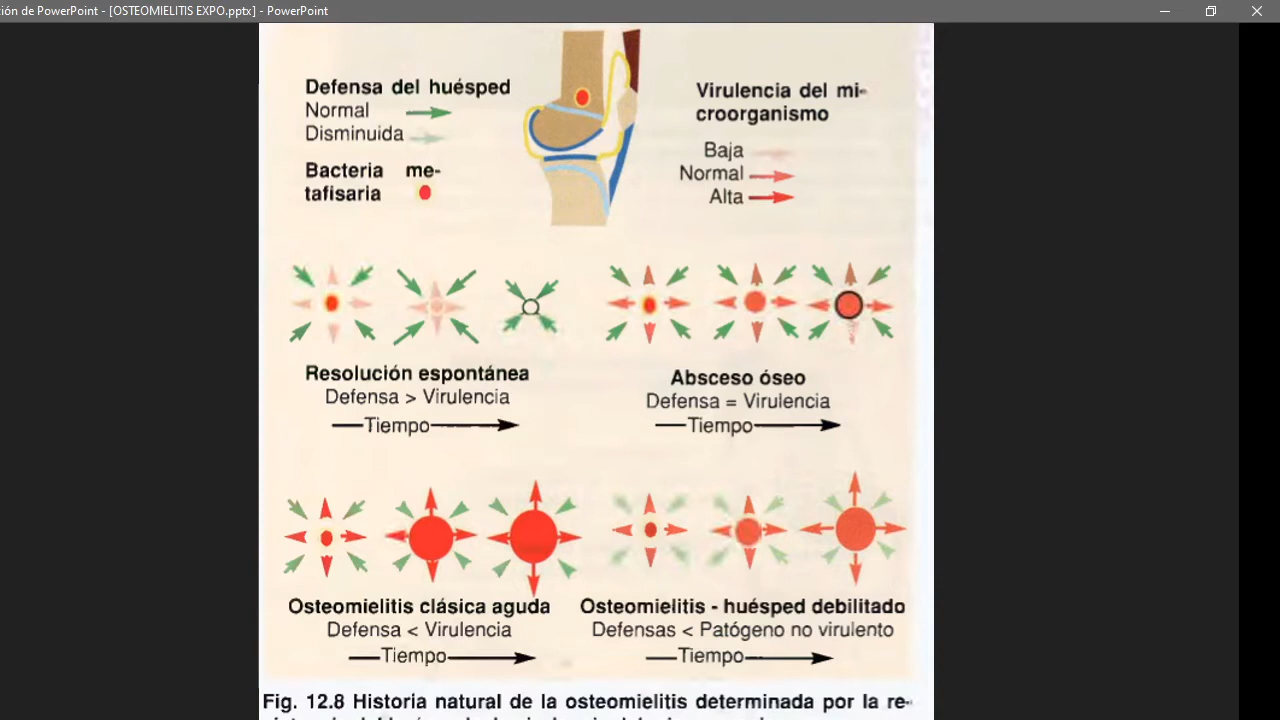 ción de PowerPoint - [OSTEOMIELITIS EXPO.pptx] - PowerPoint
Defensa del huésped
Normal
Disminuida
Bacteria me-
tafisaria
Virulencia del mi-
croorganismo
Baja
Normal
Alta
Resolución espontánea
Defensa > Virulencia
Tiempo
Absceso óseo
Defensa = Virulencia
Tiempo
Osteomielitis clásica aguda
Defensa < Virulencia
Tiempo
Osteomielitis - huésped debilitado
Defensas < Patógeno no virulento
Tiempo
Fig. 12.8 Historia natural de la osteomielitis determinada por la re-